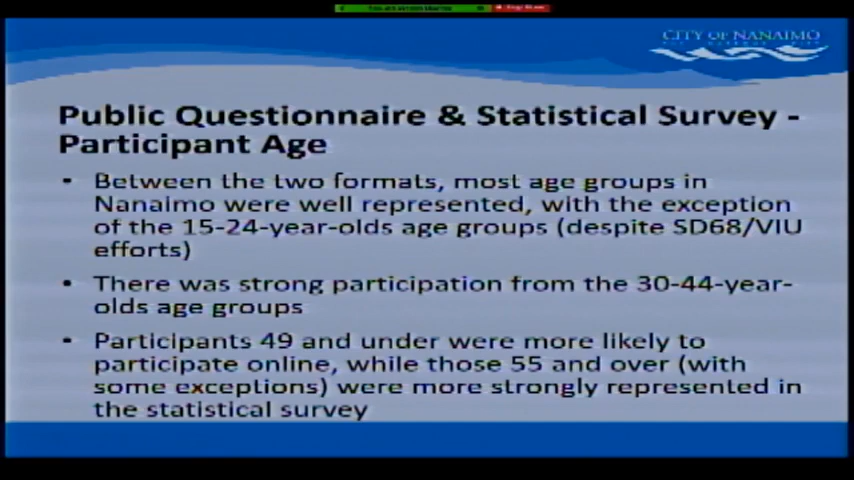 CITY OF NANAIMO
Public Questionnaire & Statistical Survey -
Participant Age
• Between the two formats, most age groups in
Nanaimo were well represented, with the exception
of the 15-24-year-olds age groups (despite SD68/VIU
efforts)
• There was strong participation from the 30-44-year-
olds age groups
• Participants 49 and under were more likely to
participate online, while those 55 and over (with
some exceptions) were more strongly represented in
the statistical survey